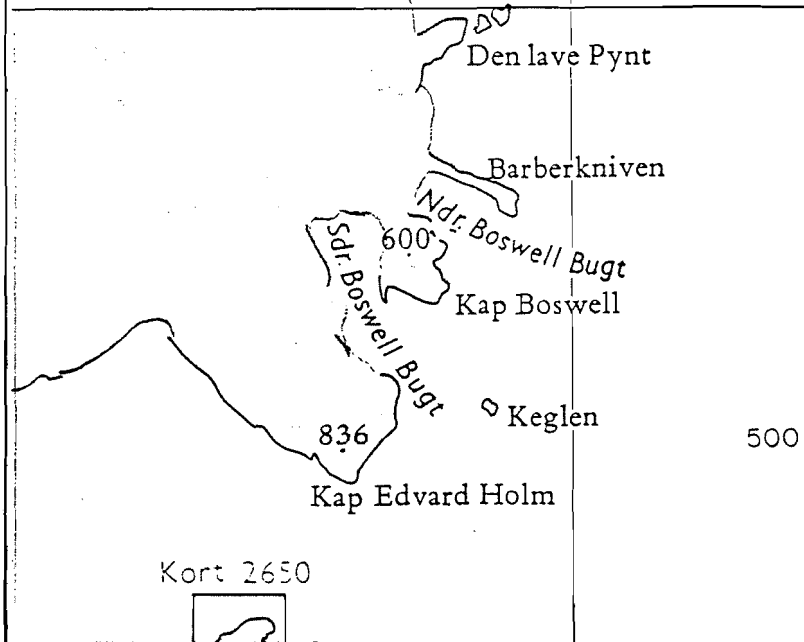 Den lave Pynt
Barberkniven
Ndr. Boswell Bugt
600
Sdr. Boswell Bugt
Kap Boswell
Keglen
836
500
Kap Edvard Holm
Kort 2650